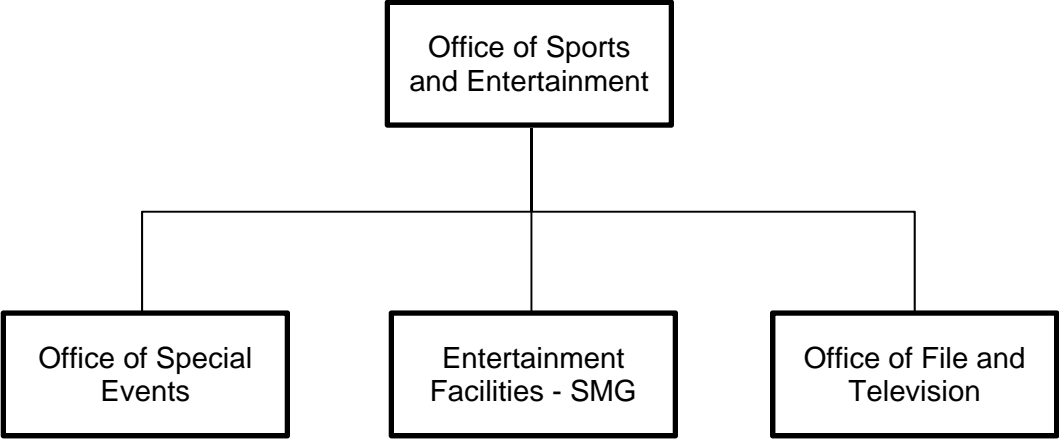 Office of Sports
and Entertainment
Office of Special
Events
Entertainment
Facilities - SMG
Office of File and
Television